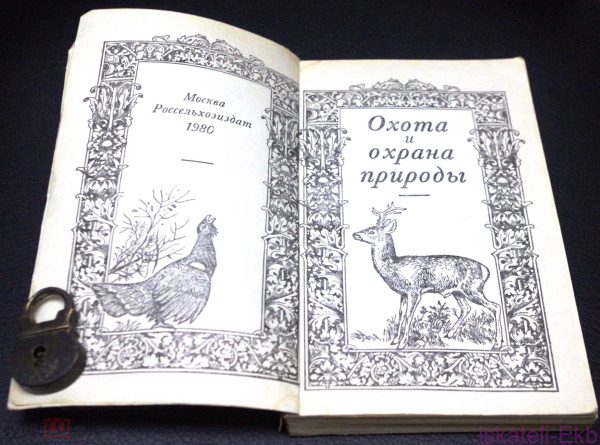 Москва
Россельхозиздат
1980
Охота
и
охрана
природы
iskateli-Ekb